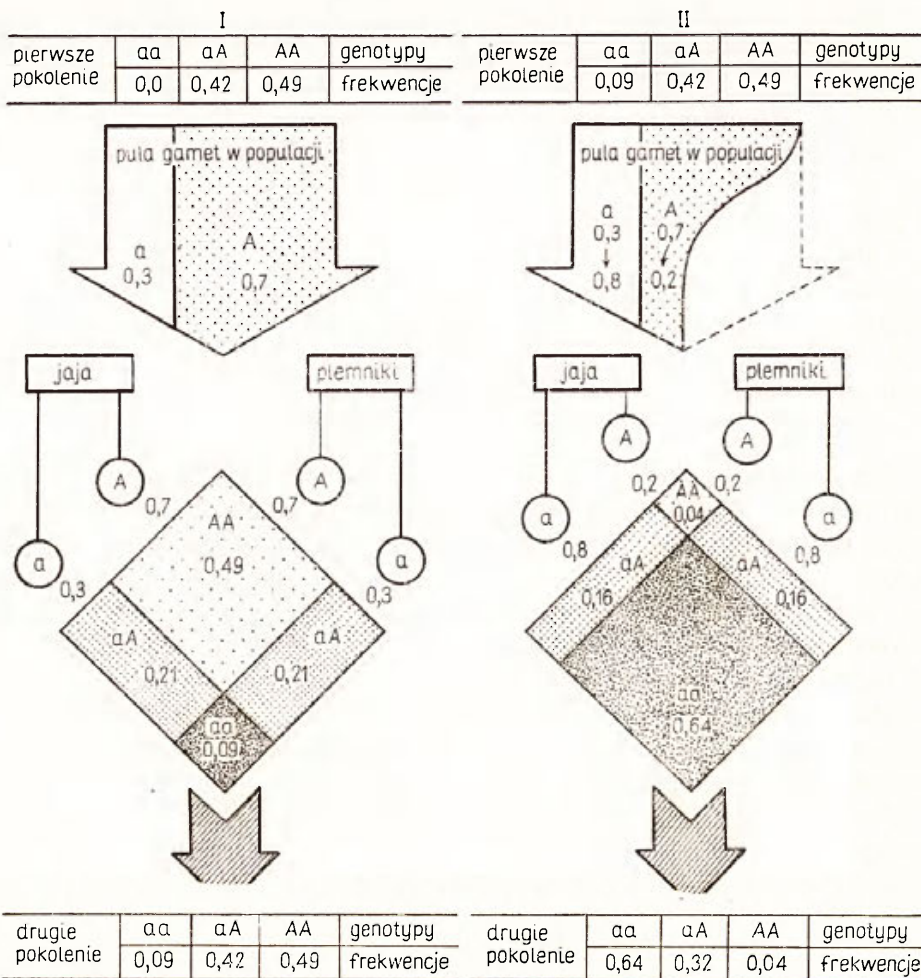 I
pierwsze pokolenie aa aA AA genotypy
0,0 0,42 0,49 frekwencje
pula gamet w populacji
a
0,3
A
0,7
jaja plemniki
A 0,7 0,7 A
a 0,3 0,3 a
AA
0,49
aA aA
0,21 0,21
aa
0,09
drugie pokolenie aa aA AA genotypy
0,09 0,42 0,49 frekwencje
II
pierwsze pokolenie aa aA AA genotypy
0,09 0,42 0,49 frekwencje
pula gamet w populacji
a A
0,3 0,7
0,8 0,2
jaja plemniki
A A
0,2 0,2
AA
0,04
a 0,8 0,8 a
aA aA
0,16 0,16
aa
0,64
drugie pokolenie aa aA AA genotypy
0,64 0,32 0,04 frekwencje